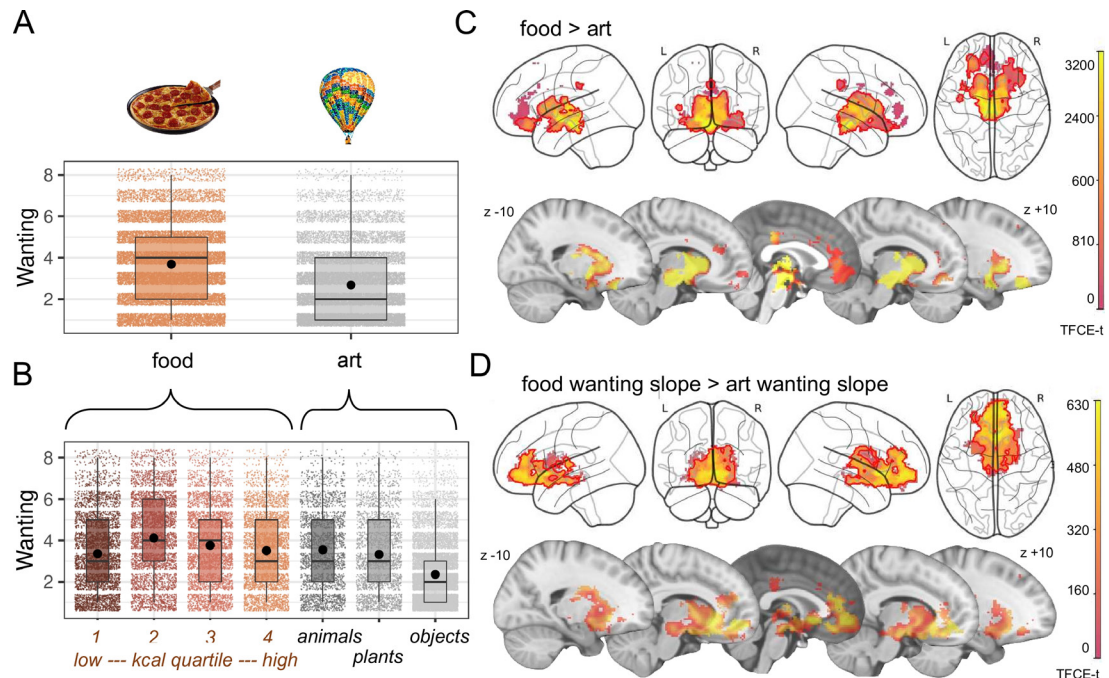 A
8
6
4
2
Wanting
food
art
B
8
6
4
2
Wanting
1 2 3 4 animals objects
low --- kcal quartile --- high plants
C
food > art
L R
L R
3200
2400
600
810
0
z -10
z +10
TFCE-t
D
food wanting slope > art wanting slope
L R
L R
630
480
320
160
0
z -10
z +10
TFCE-t